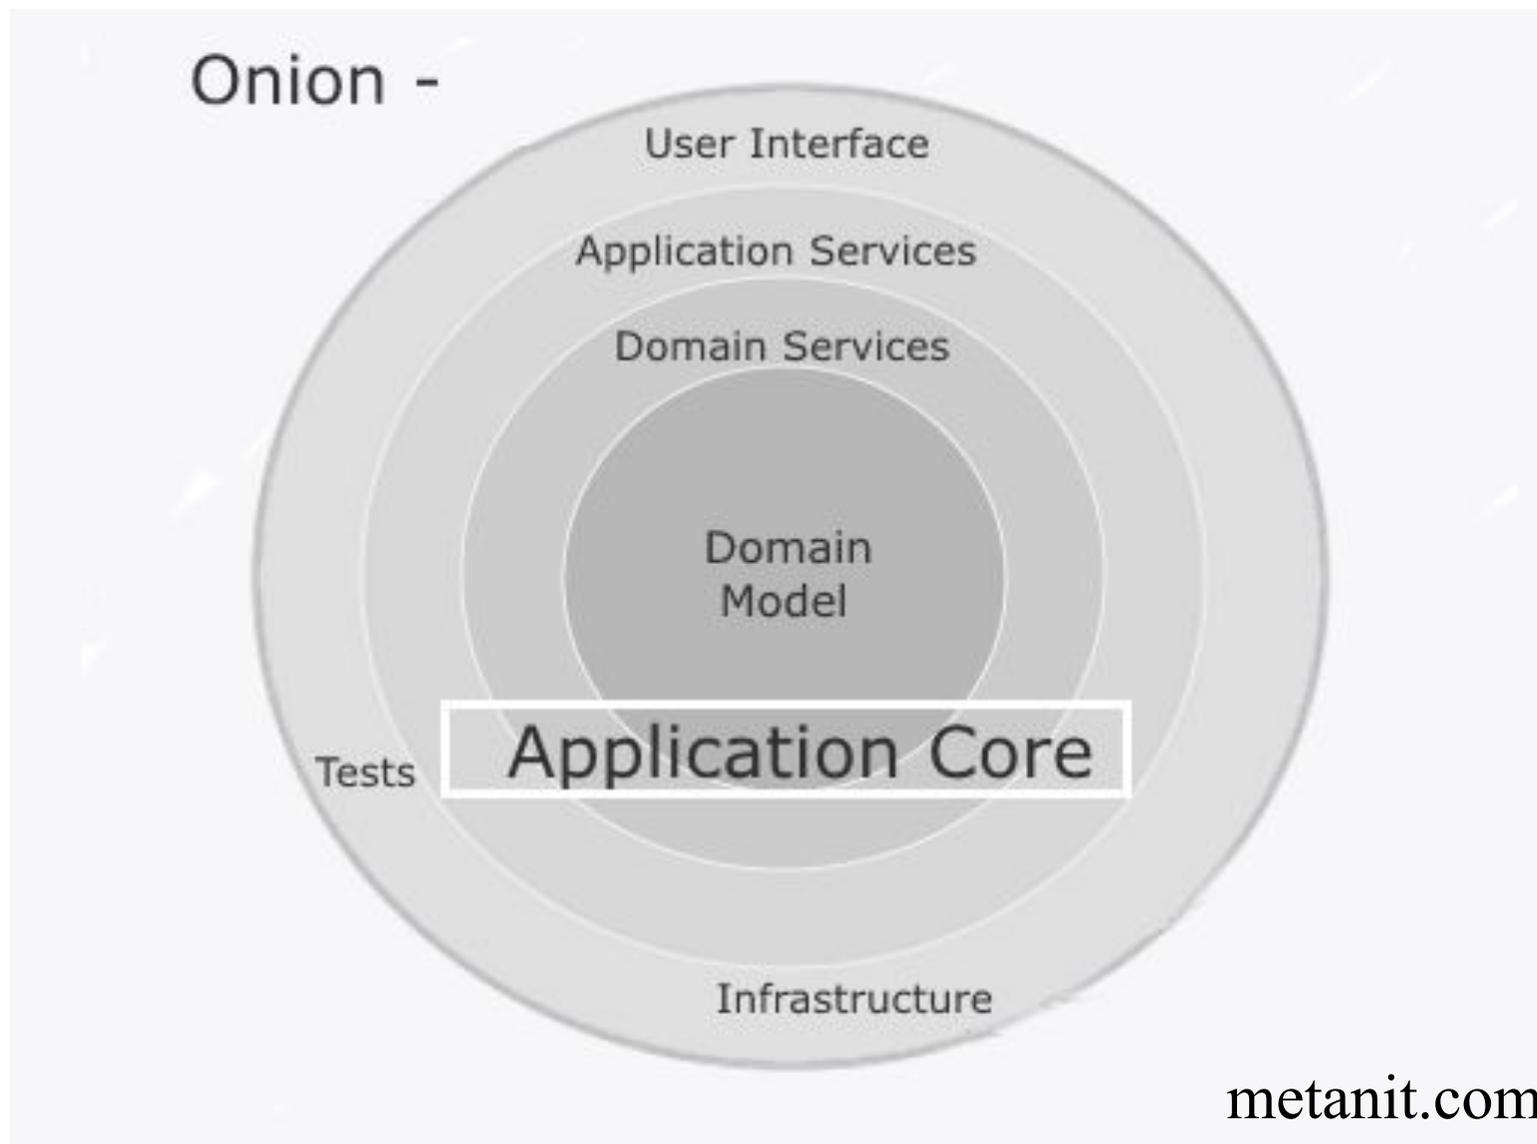 Onion -
User Interface
Application Services
Domain Services
Domain
Model
Application Core
Tests
Infrastructure
metanit.com